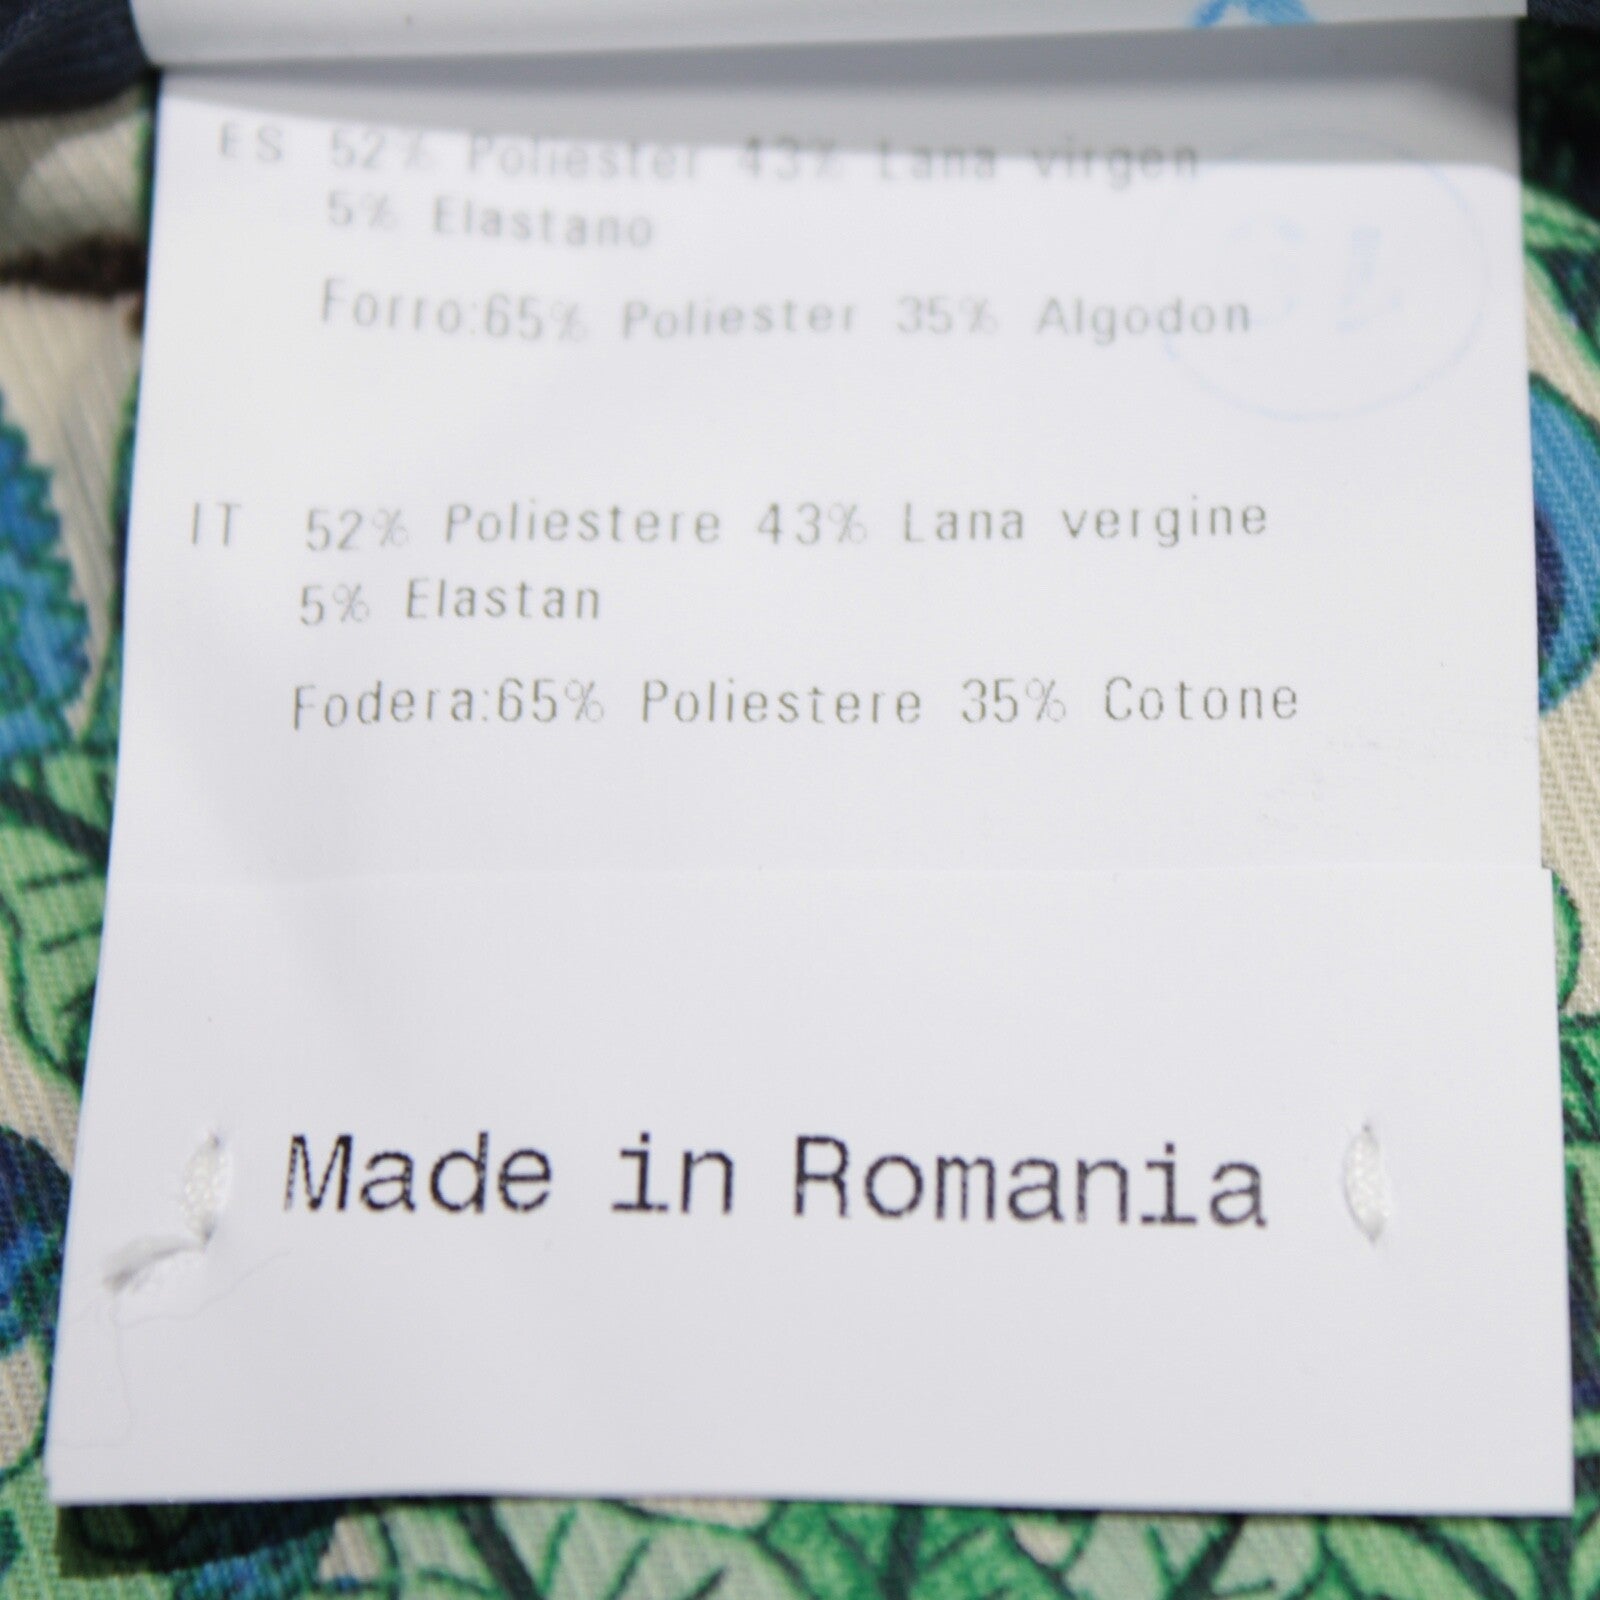 ES 52% Poliester 43% Lana virgen
5% Elastano
Forro:65% Poliester 35% Algodon
IT 52% Poliestere 43% Lana vergine
5% Elastan
Fodera:65% Poliestere 35% Cotone
Made in Romania